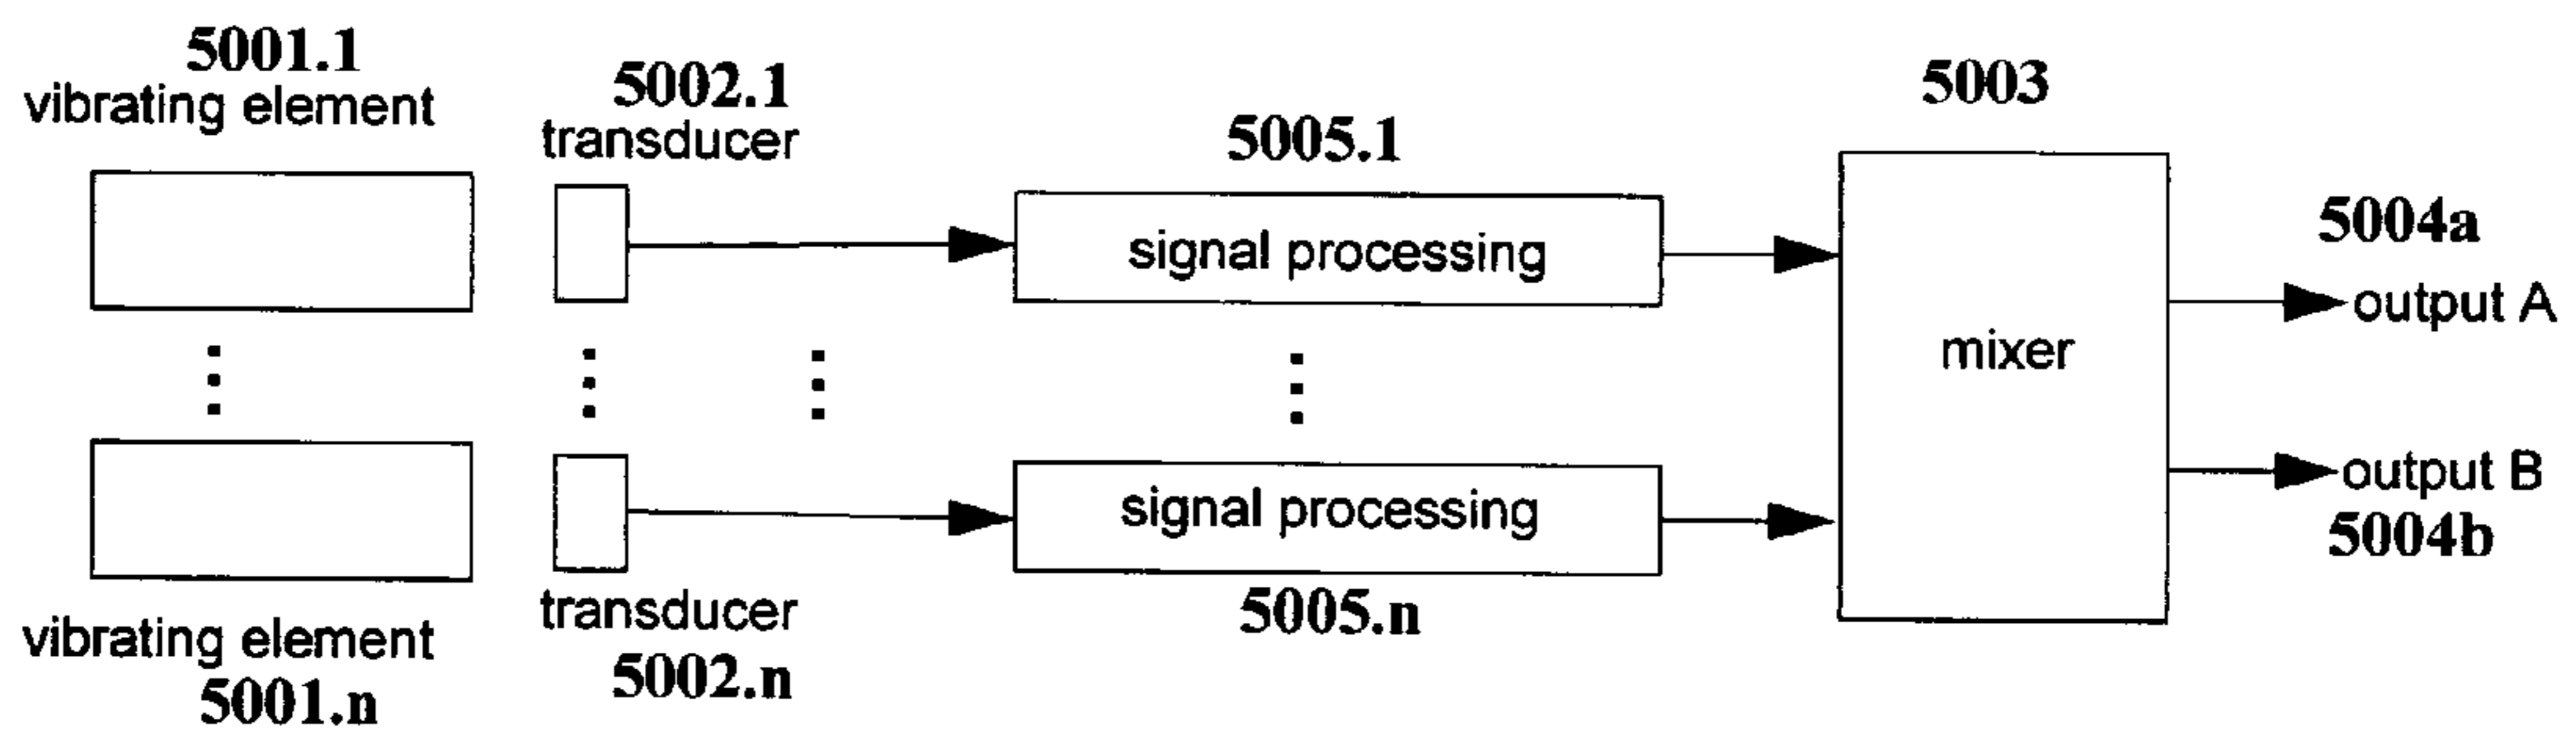 5001.1
vibrating element
5002.1
transducer
5005.1
signal processing
5003
mixer
5004a
output A
output B
5004b
signal processing
5005.n
transducer
5002.n
vibrating element
5001.n